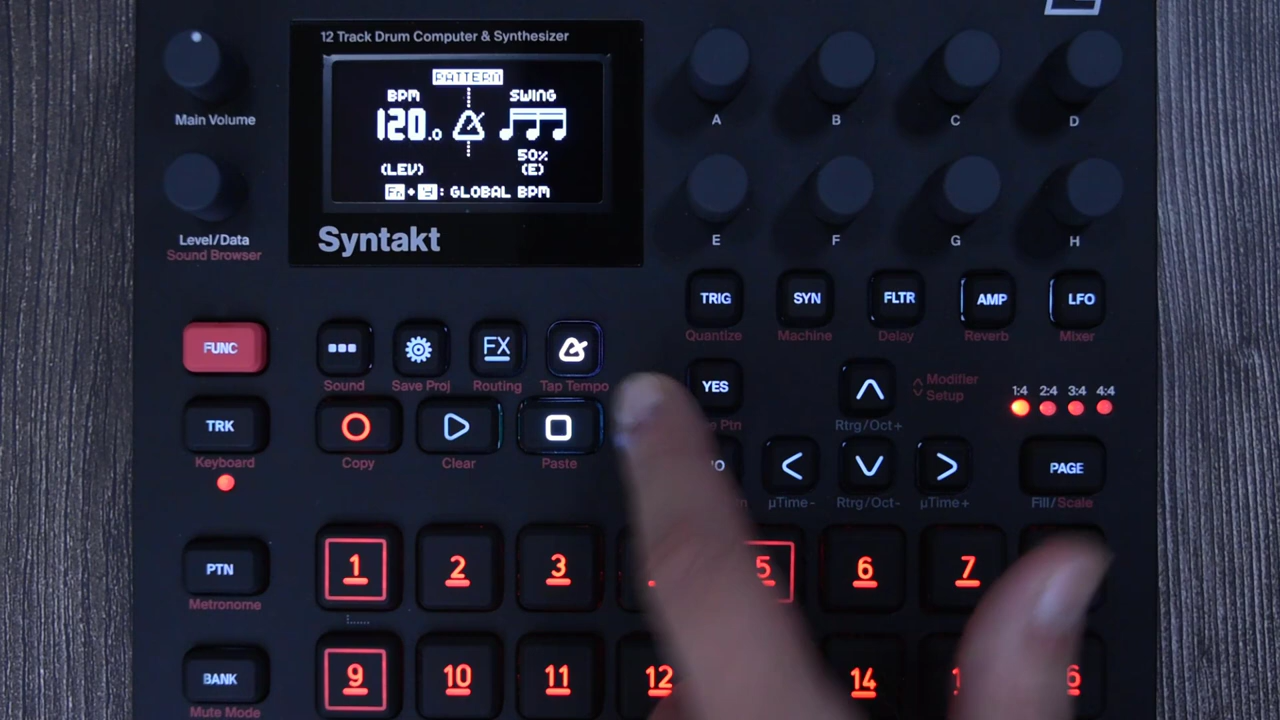 12 Track Drum Computer & Synthesizer
PATTERN
BPM
SWING
120.0
50%
(LEV)
(E)
Fn + : GLOBAL BPM
Syntakt
Main Volume
Level/Data
Sound Browser
A
B
C
D
E
F
G
H
TRIG
SYN
FLTR
AMP
LFO
Quantize
Machine
Delay
Reverb
Mixer
FUNC
FX
Sound
Save Proj
Routing
Tap Tempo
YES
Ptn
Modifier
Setup
1:4
2:4
3:4
4:4
Rtrg/Oct+
TRK
Keyboard
Copy
Clear
Paste
µTime-
Rtrg/Oct-
µTime+
PAGE
Fill/Scale
PTN
Metronome
1
2
3
5
6
7
BANK
Mute Mode
9
10
11
12
14